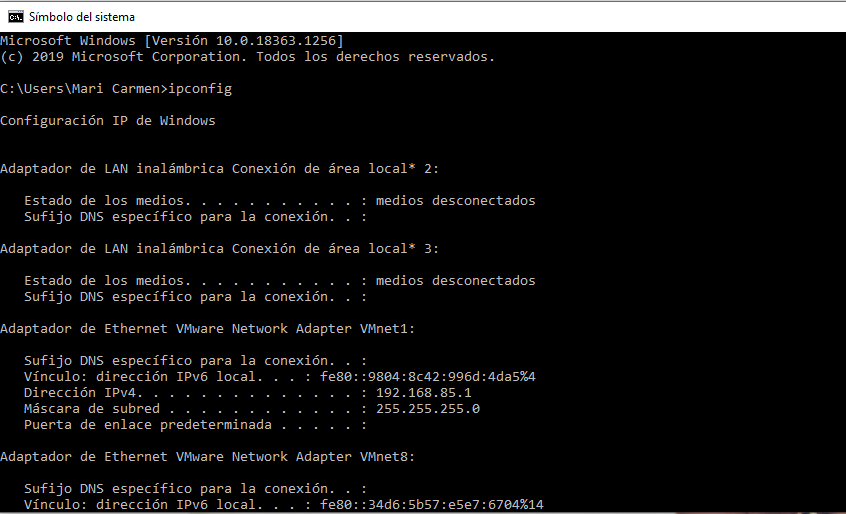 Símbolo del sistema
Microsoft Windows [Versión 10.0.18363.1256]
(c) 2019 Microsoft Corporation. Todos los derechos reservados.
C:\Users\Mari Carmen>ipconfig
Configuración IP de Windows
Adaptador de LAN inalámbrica Conexión de área local* 2:
Estado de los medios. . . . . . . . . . . : medios desconectados
Sufijo DNS específico para la conexión. . :
Adaptador de LAN inalámbrica Conexión de área local* 3:
Estado de los medios. . . . . . . . . . . : medios desconectados
Sufijo DNS específico para la conexión. . :
Adaptador de Ethernet VMware Network Adapter VMnet1:
Sufijo DNS específico para la conexión. . :
Vínculo: dirección IPv6 local. . . : fe80::9804:8c42:996d:4da5%4
Dirección IPv4. . . . . . . . . . . . . . : 192.168.85.1
Máscara de subred . . . . . . . . . . . . : 255.255.255.0
Puerta de enlace predeterminada . . . . . :
Adaptador de Ethernet VMware Network Adapter VMnet8:
Sufijo DNS específico para la conexión. . :
Vínculo: dirección IPv6 local. . . : fe80::34d6:5b57:e5e7:6704%14